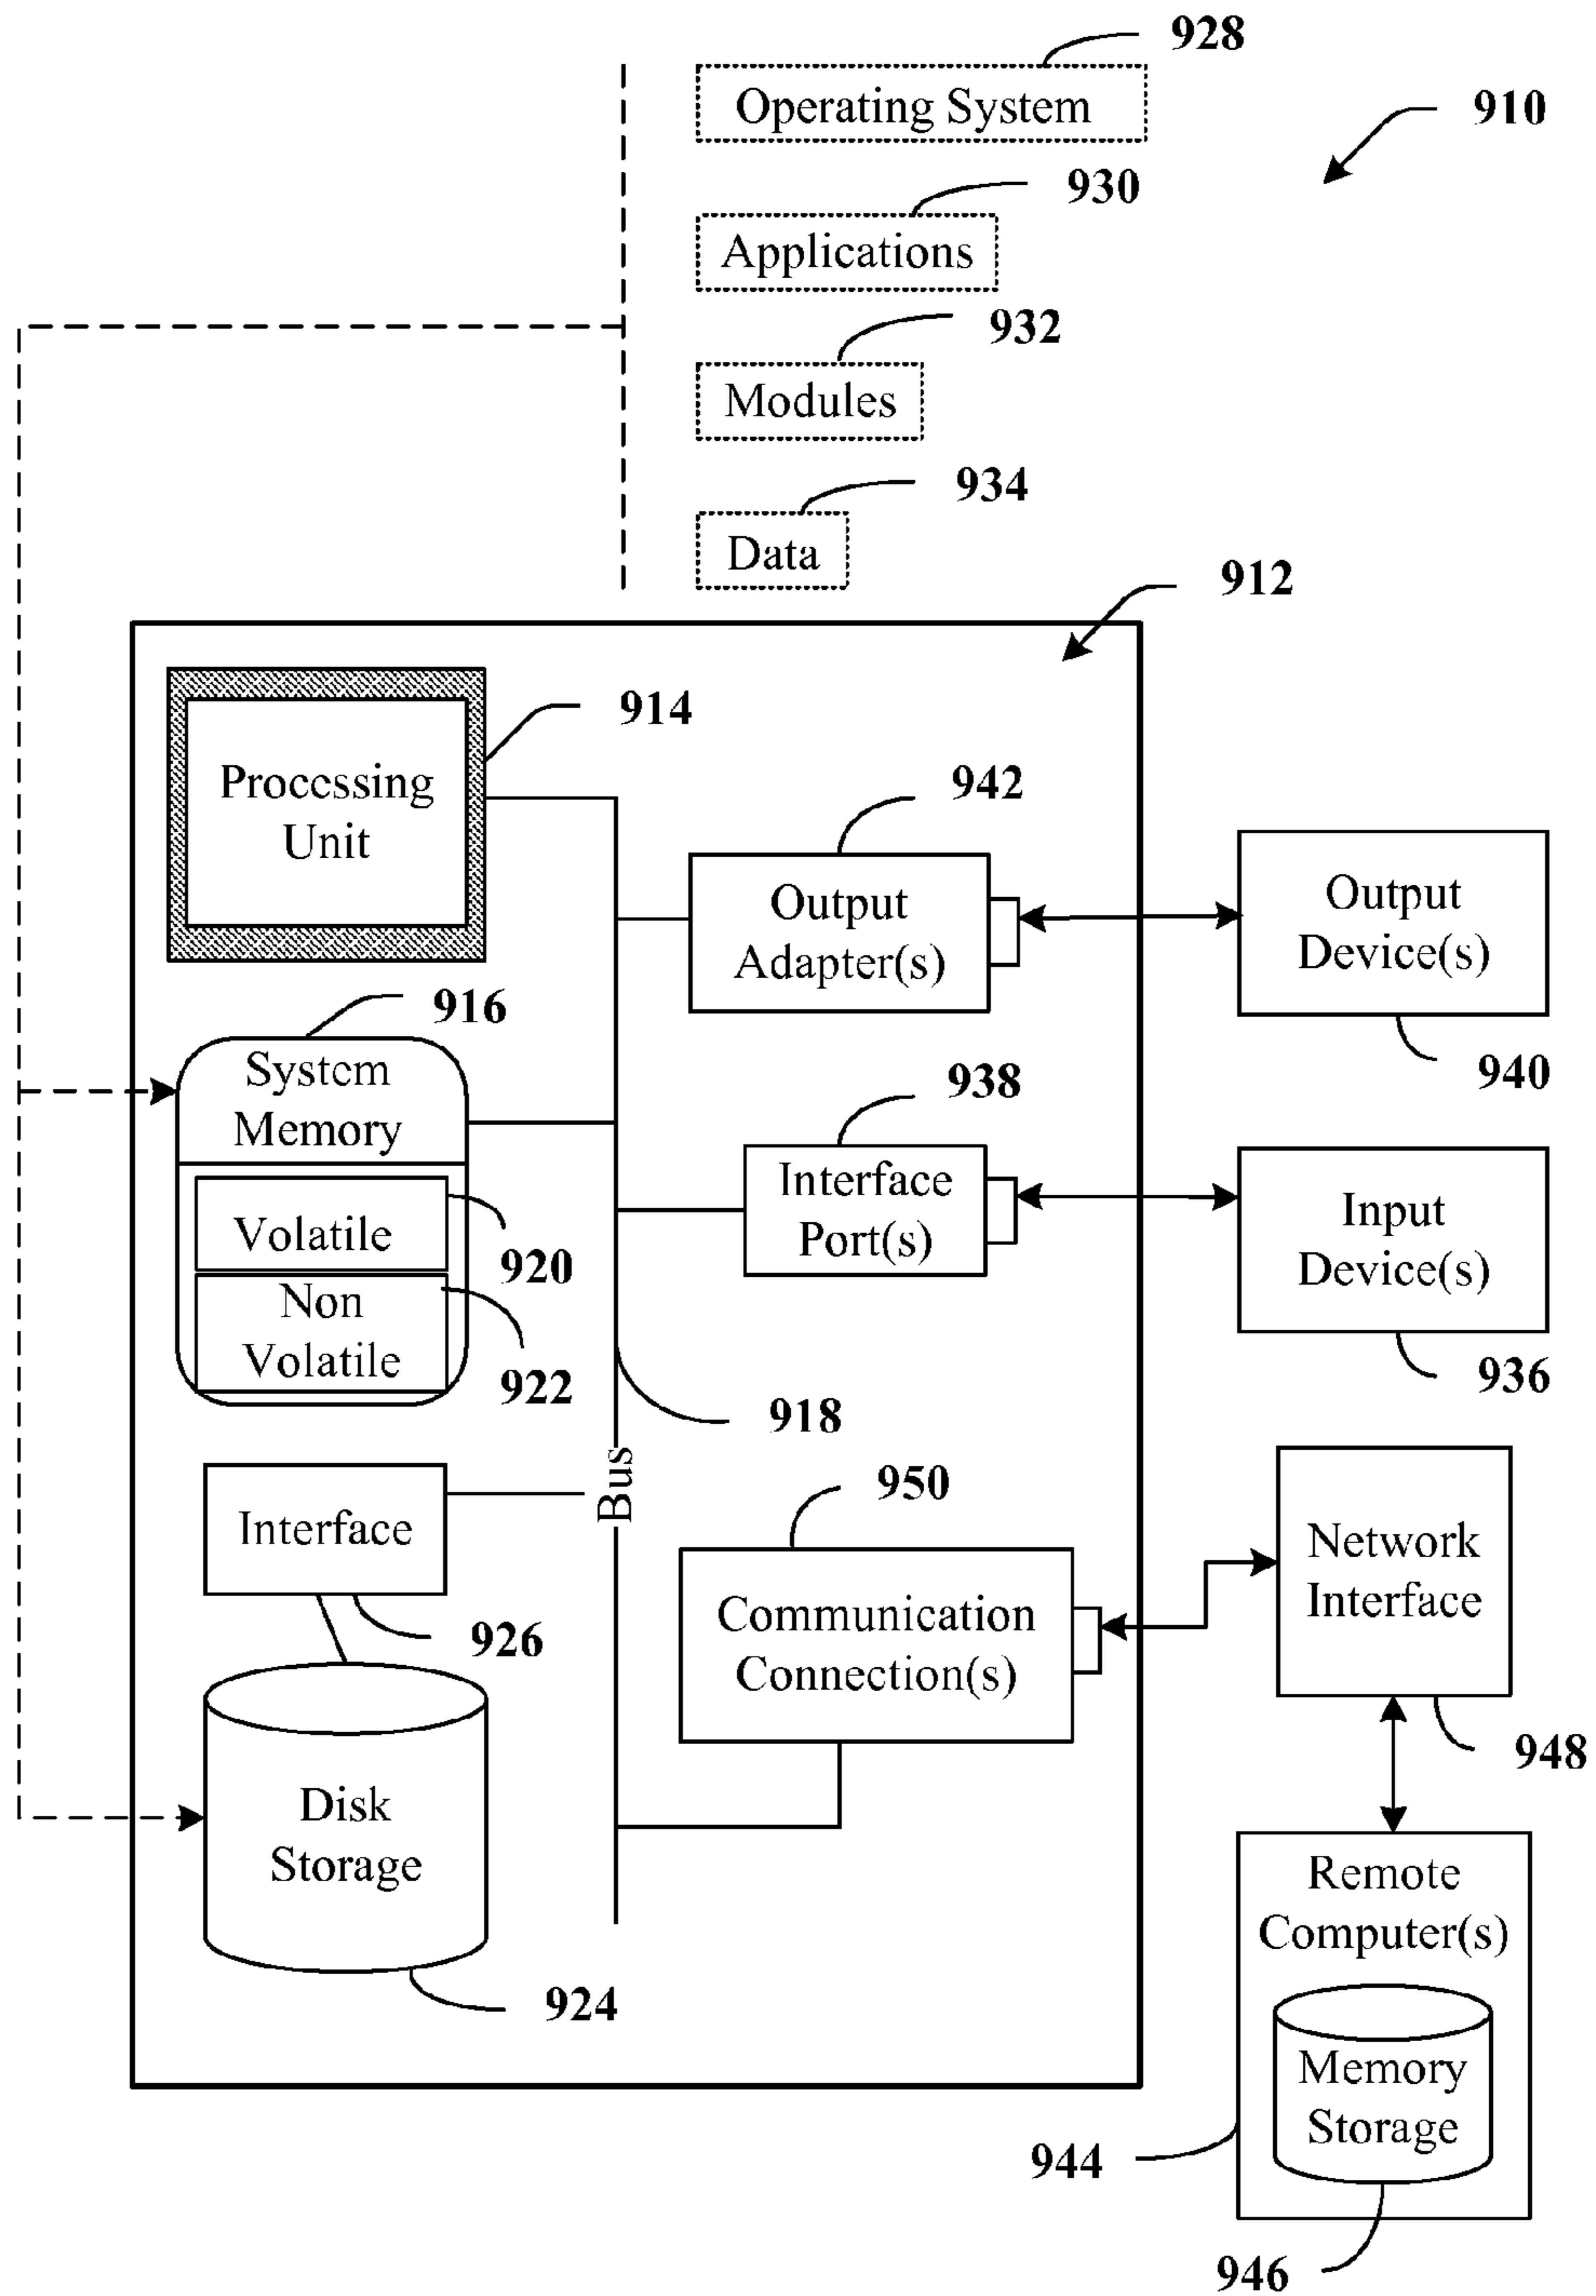 928
Operating System
910
930
Applications
932
Modules
934
Data
912
914
Processing
Unit
942
Output
Adapter(s)
Output
Device(s)
940
916
System
Memory
938
Interface
Port(s)
Input
Device(s)
936
Volatile
920
Non
Volatile
922
918
Bus
950
Interface
926
Communication
Connection(s)
Network
Interface
948
Disk
Storage
924
Remote
Computer(s)
Memory
Storage
944
946